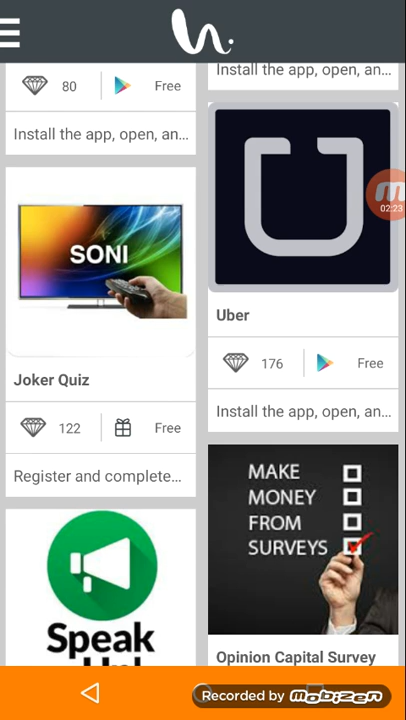 80
Free
Install the app, open, an...
SONI
Joker Quiz
122
Free
Register and complete...
Speak
Install the app, open, an...
02:23
Uber
176
Free
Install the app, open, an...
MAKE
MONEY
FROM
SURVEYS
Opinion Capital Survey
Recorded by Mobizen